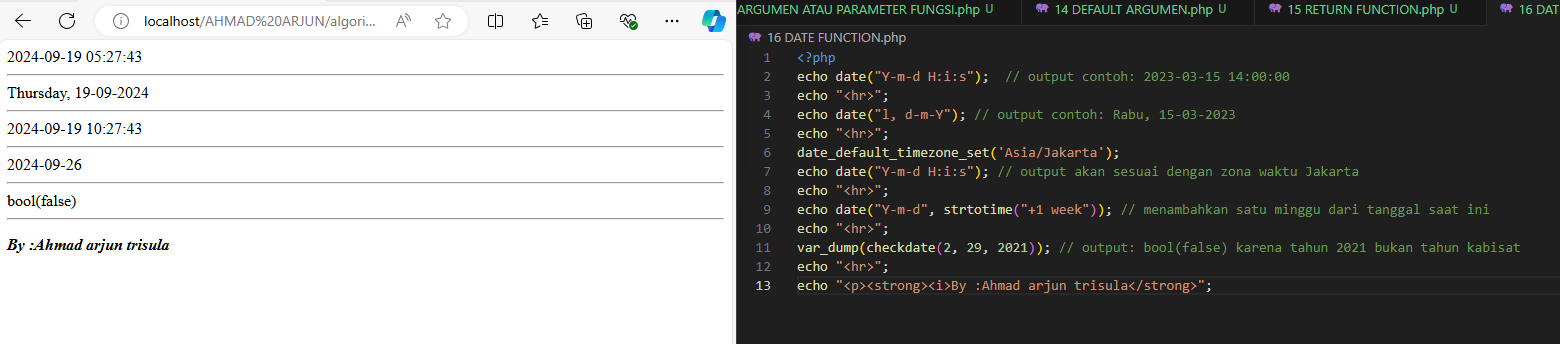 localhost/AHMAD%20ARJUN/algori...
2024-09-19 05:27:43
Thursday, 19-09-2024
2024-09-19 10:27:43
2024-09-26
bool(false)
By :Ahmad arjun trisula
ARGUMEN ATAU PARAMETER FUNGSI.php U
14 DEFAULT ARGUMEN.php U
15 RETURN FUNCTION.php U
16 DAT
16 DATE FUNCTION.php
1 <?php
2 echo date("Y-m-d H:i:s");  // output contoh: 2023-03-15 14:00:00
3 echo "<hr>";
4 echo date("l, d-m-Y"); // output contoh: Rabu, 15-03-2023
5 echo "<hr>";
6 date_default_timezone_set('Asia/Jakarta');
7 echo date("Y-m-d H:i:s"); // output akan sesuai dengan zona waktu Jakarta
8 echo "<hr>";
9 echo date("Y-m-d", strtotime("+1 week")); // menambahkan satu minggu dari tanggal saat ini
10 echo "<hr>";
11 var_dump(checkdate(2, 29, 2021)); // output: bool(false) karena tahun 2021 bukan tahun kabisat
12 echo "<hr>";
13 echo "<p><strong><i>By :Ahmad arjun trisula</strong>";